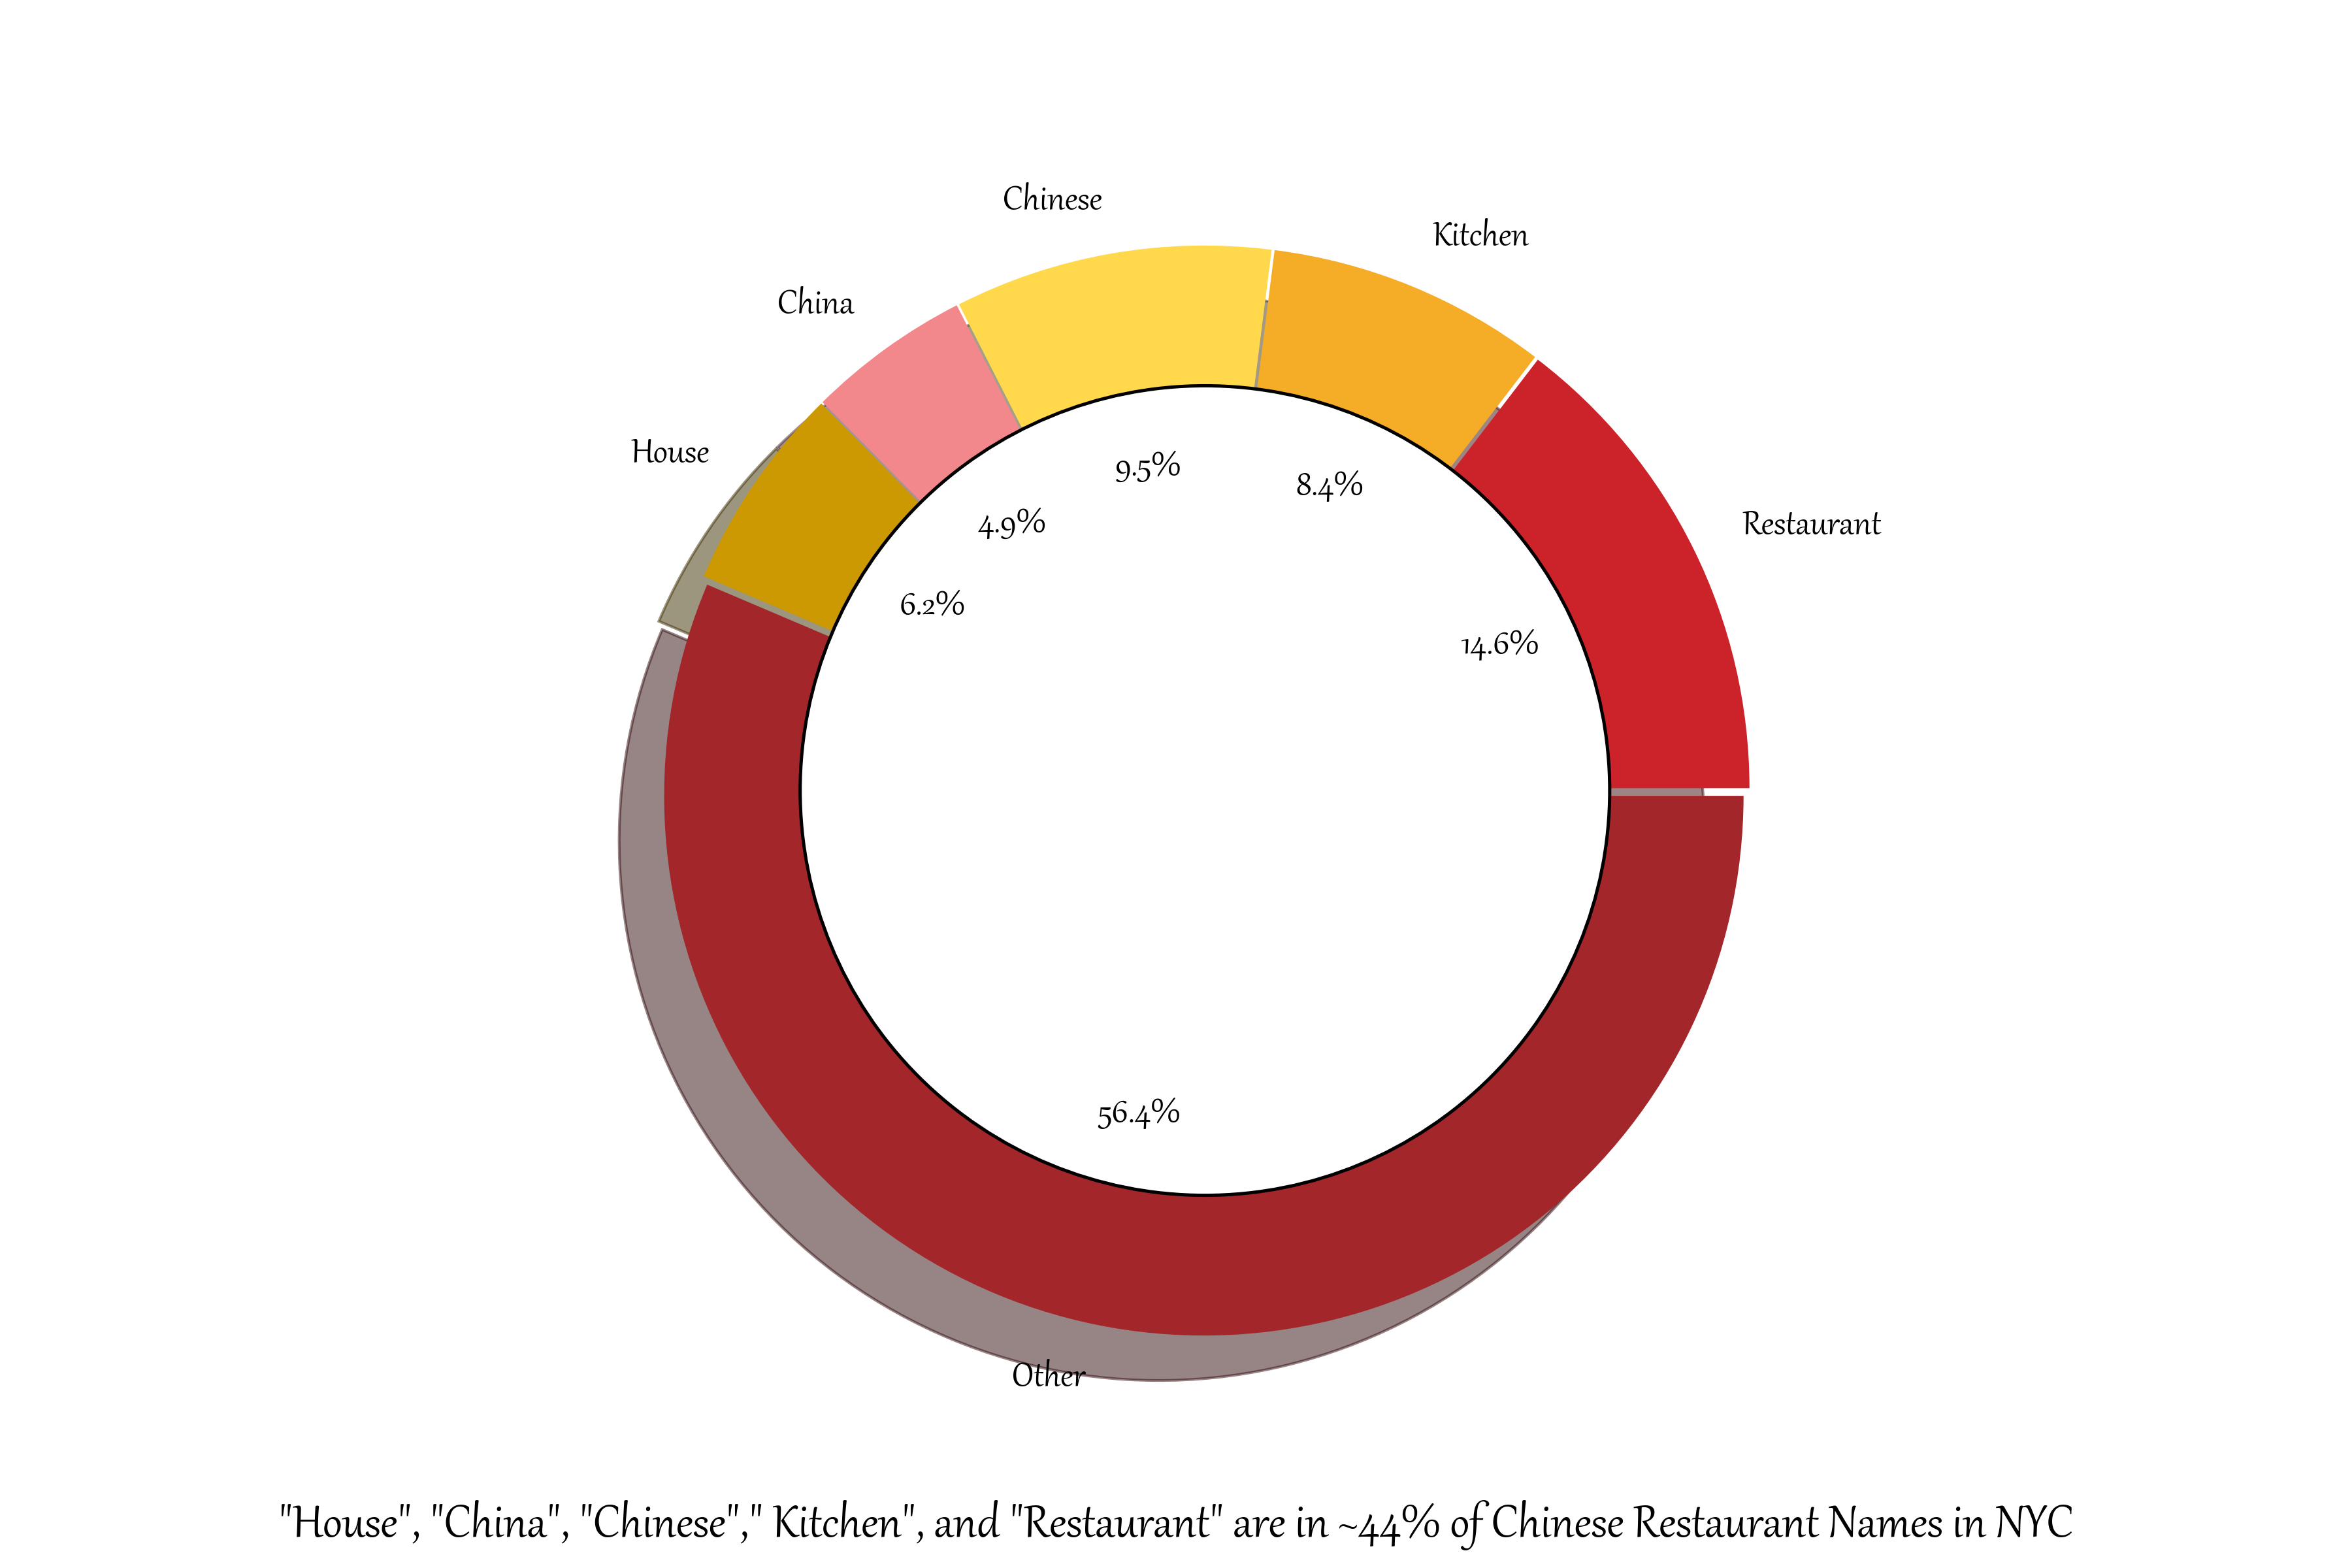 Chinese
Kitchen
China
House
Restaurant
9.5%
8.4%
4.9%
6.2%
14.6%
56.4%
Other
"House", "China", "Chinese"," Kitchen", and "Restaurant" are in ~44% of Chinese Restaurant Names in NYC